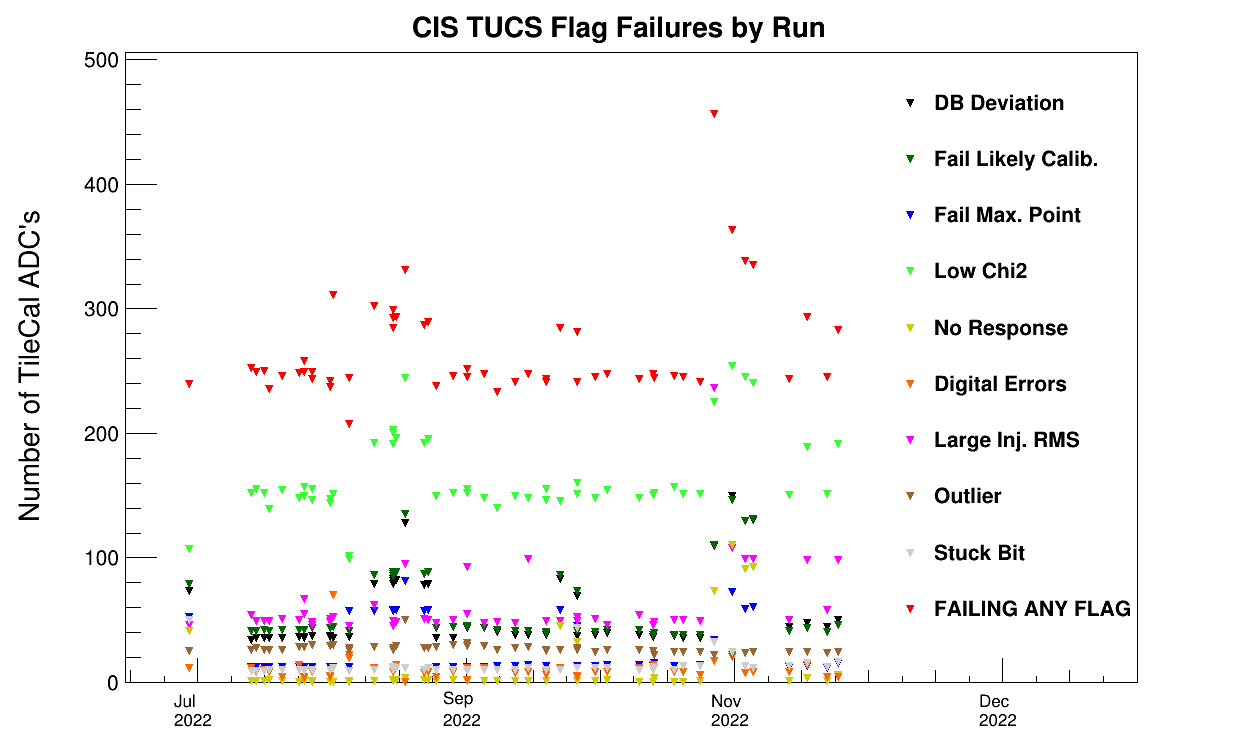 CIS TUCS Flag Failures by Run
Number of TileCal ADC's
500
400
300
200
100
0
DB Deviation
Fail Likely Calib.
Fail Max. Point
Low Chi2
No Response
Digital Errors
Large Inj. RMS
Outlier
Stuck Bit
FAILING ANY FLAG
Jul
2022
Sep
2022
Nov
2022
Dec
2022